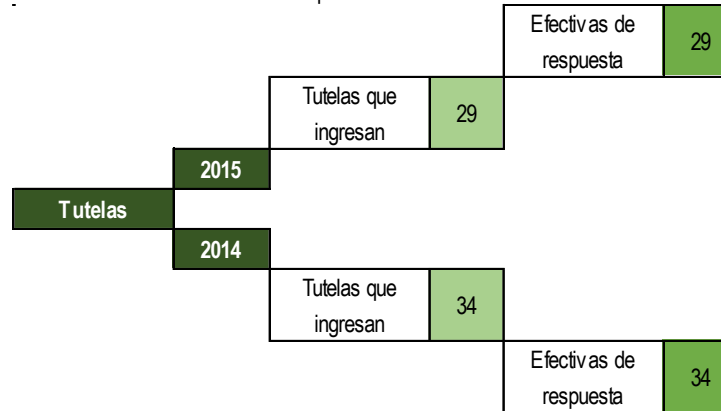 Efectivas de
respuesta
29
Tutelas que
ingresan
29
2015
Tutelas
2014
Tutelas que
ingresan
34
Efectivas de
respuesta
34